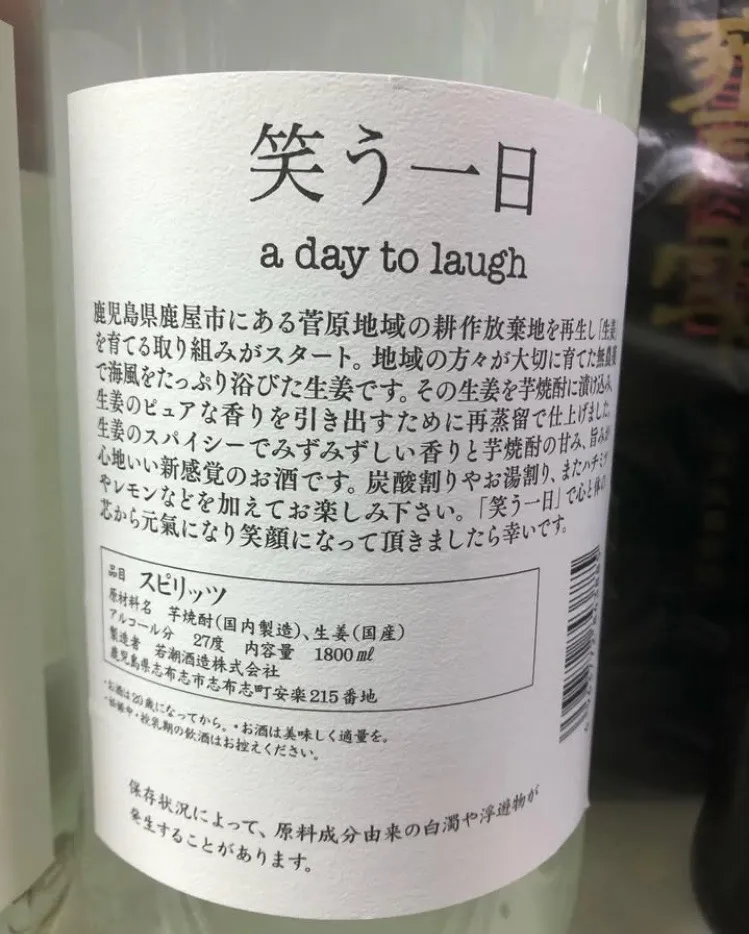 笑う一日
a day to laugh
鹿児島県鹿屋市にある菅原地域の耕作放棄地を再生し「生姜」
を育てる取り組みがスタート。地域の方々が大切に育てた無農薬
で海風をたっぷり浴びた生姜です。その生姜を芋焼酎に漬け込み、
生姜のピュアな香りを引き出すために再蒸留で仕上げました。
生姜のスパイシーでみずみずしい香りと芋焼酎の甘み、旨みが
心地いい新感覚のお酒です。炭酸割りやお湯割り、またハチミツ
やレモンなどを加えてお楽しみ下さい。「笑う一日」で心と体の
芯から元氣になり笑顔になって頂きましたら幸いです。
品目 スピリッツ
原材料名 芋焼酎(国内製造)、生姜(国産)
アルコール分 27度 内容量 1800㎖
製造者 若潮酒造株式会社
鹿児島県志布志市志布志町安楽215番地
・お酒は20歳になってから。・お酒は美味しく適量を。
・妊娠中・授乳期の飲酒はお控えください。
保存状況によって、原料成分由来の白濁や浮遊物が
発生することがあります。